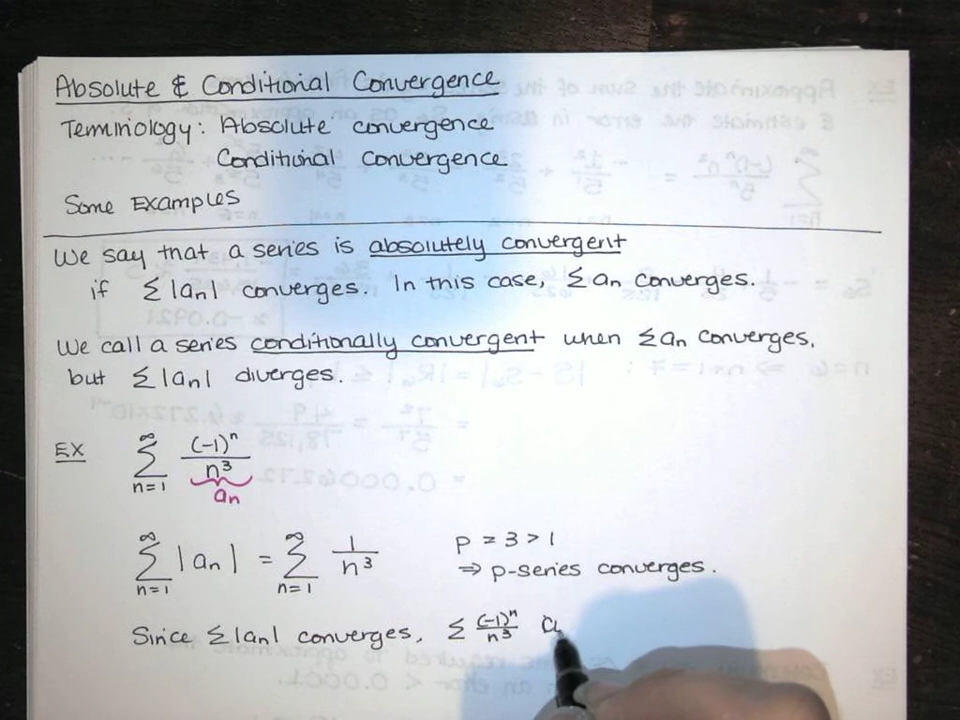 Absolute & Conditional Convergence
Terminology: Absolute convergence
Conditional convergence
Some Examples
We say that a series is absolutely convergent
if Σ|an| converges. In this case, Σan converges.
We call a series conditionally convergent when Σan converges,
but Σ|an| diverges.
EX ∞ Σ n=1 (-1)^n / n^3
an
∞ Σ n=1 |an| = ∞ Σ n=1 1/n^3 p = 3 > 1
⇒ p-series converges.
Since Σ|an| converges, Σ (-1)^n / n^3